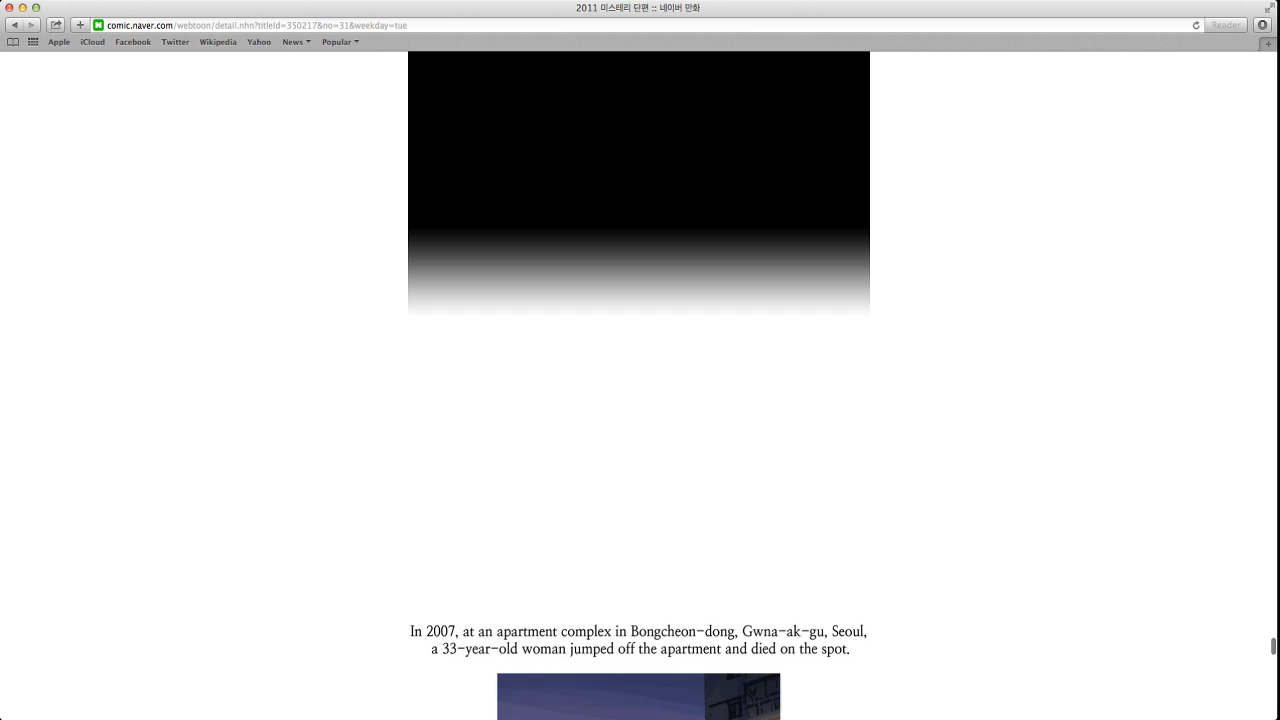 2011 미스테리 단편 :: 네이버 만화
comic.naver.com/webtoon/detail.nhn?titleId=350217&no=31&weekday=tue
Reader
Apple iCloud Facebook Twitter Wikipedia Yahoo News Popular
In 2007, at an apartment complex in Bongcheon-dong, Gwna-ak-gu, Seoul,
a 33-year-old woman jumped off the apartment and died on the spot.